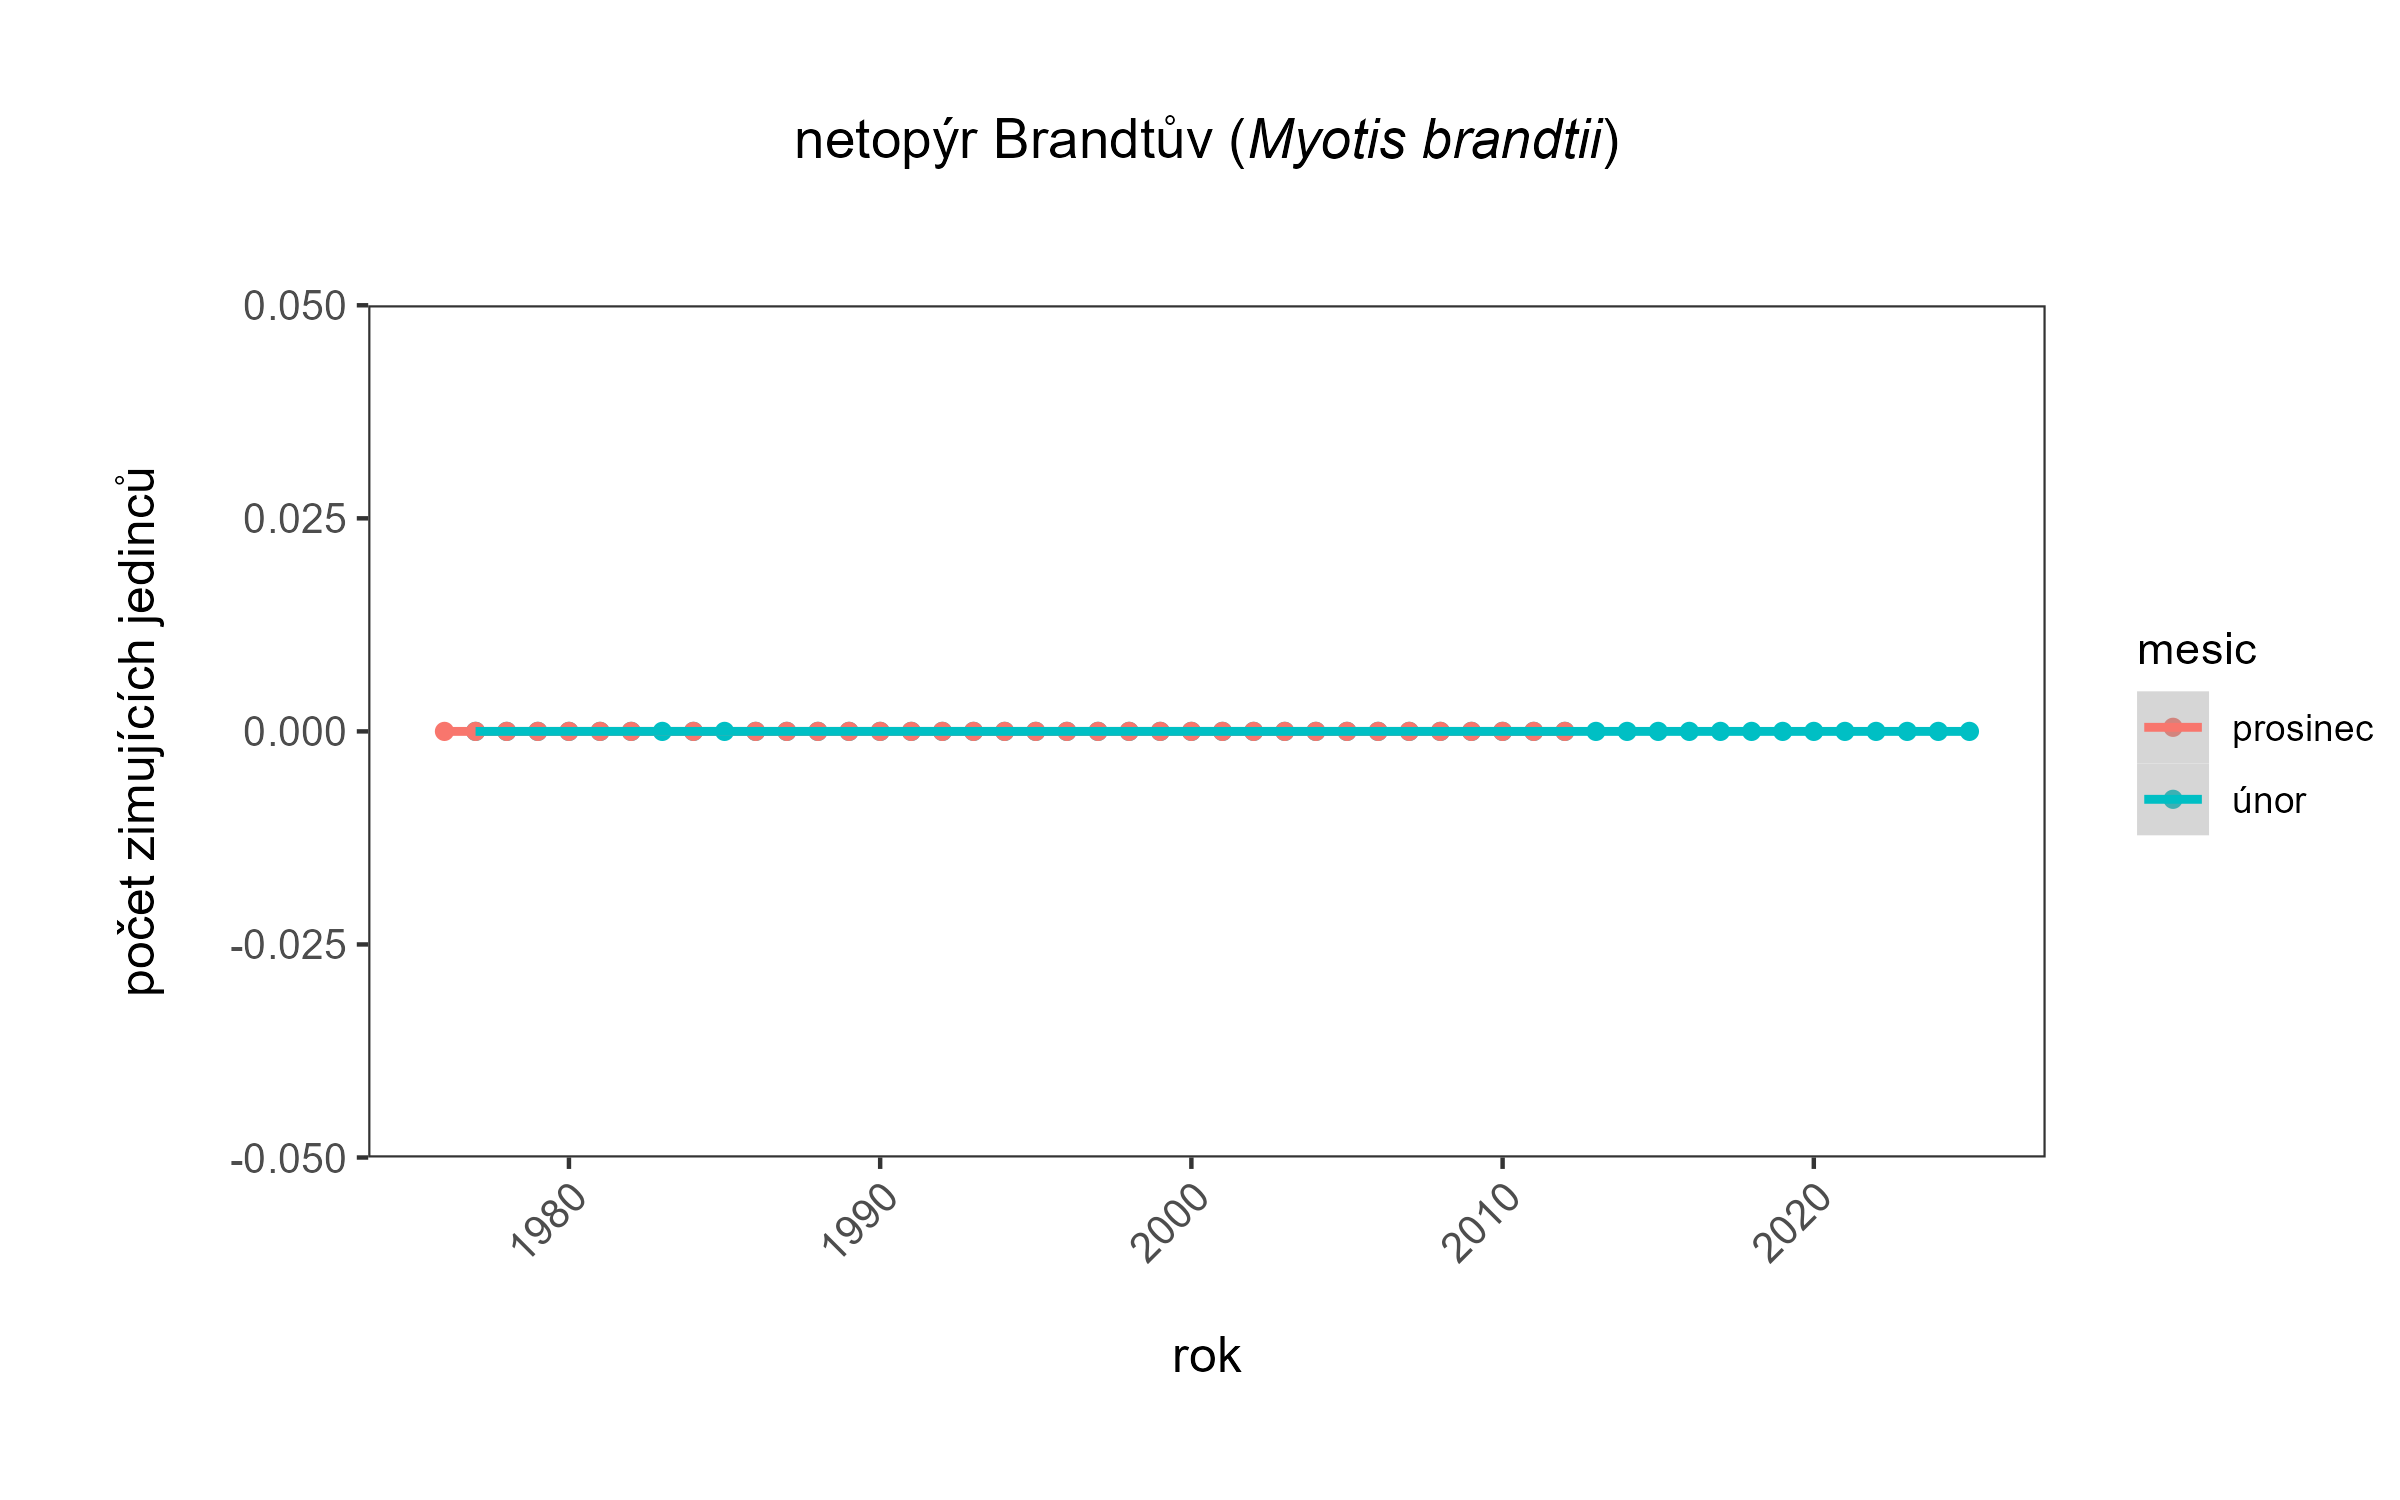 netopýr Brandtův (Myotis brandtii)
počet zimujících jedinců
0.050
0.025
0.000
-0.025
-0.050
1980
1990
2000
2010
2020
rok
mesic
prosinec
únor